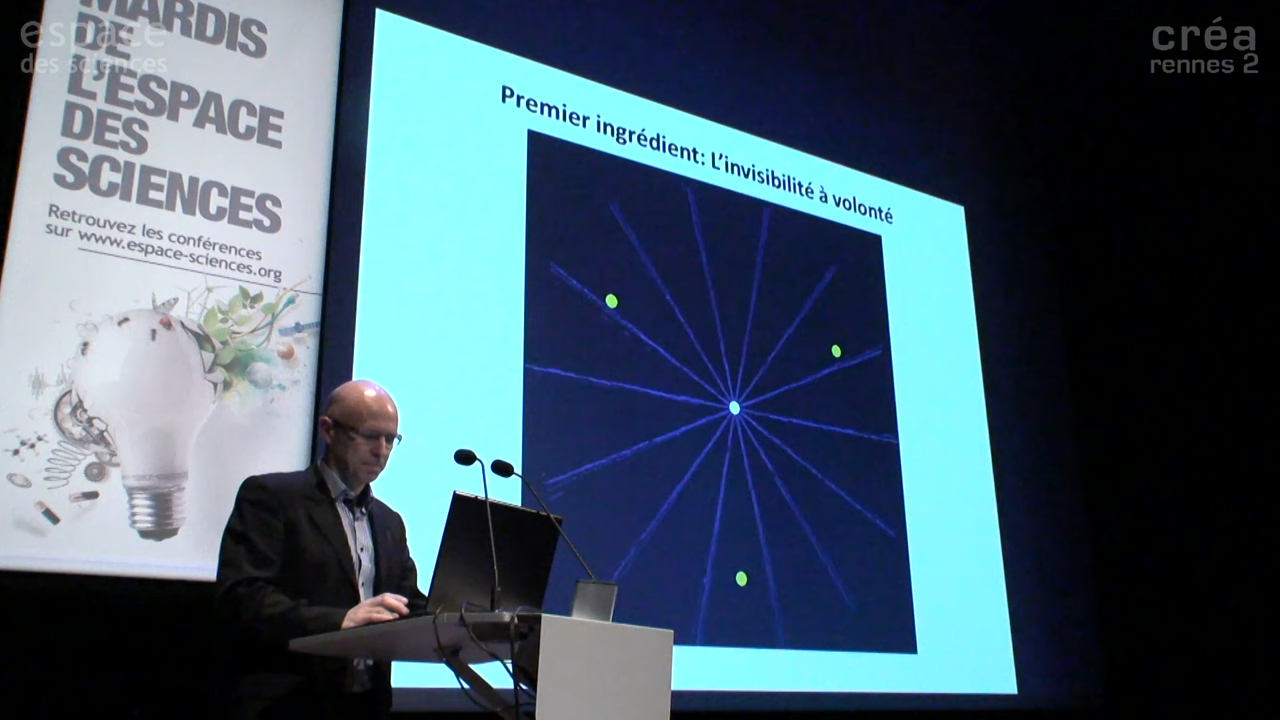 MARDIS
DE
L'ESPACE
DES
SCIENCES
Retrouvez les conférences
sur www.espace-sciences.org
espace
des sciences
Premier ingrédient: L'invisibilité à volonté
créa
rennes 2